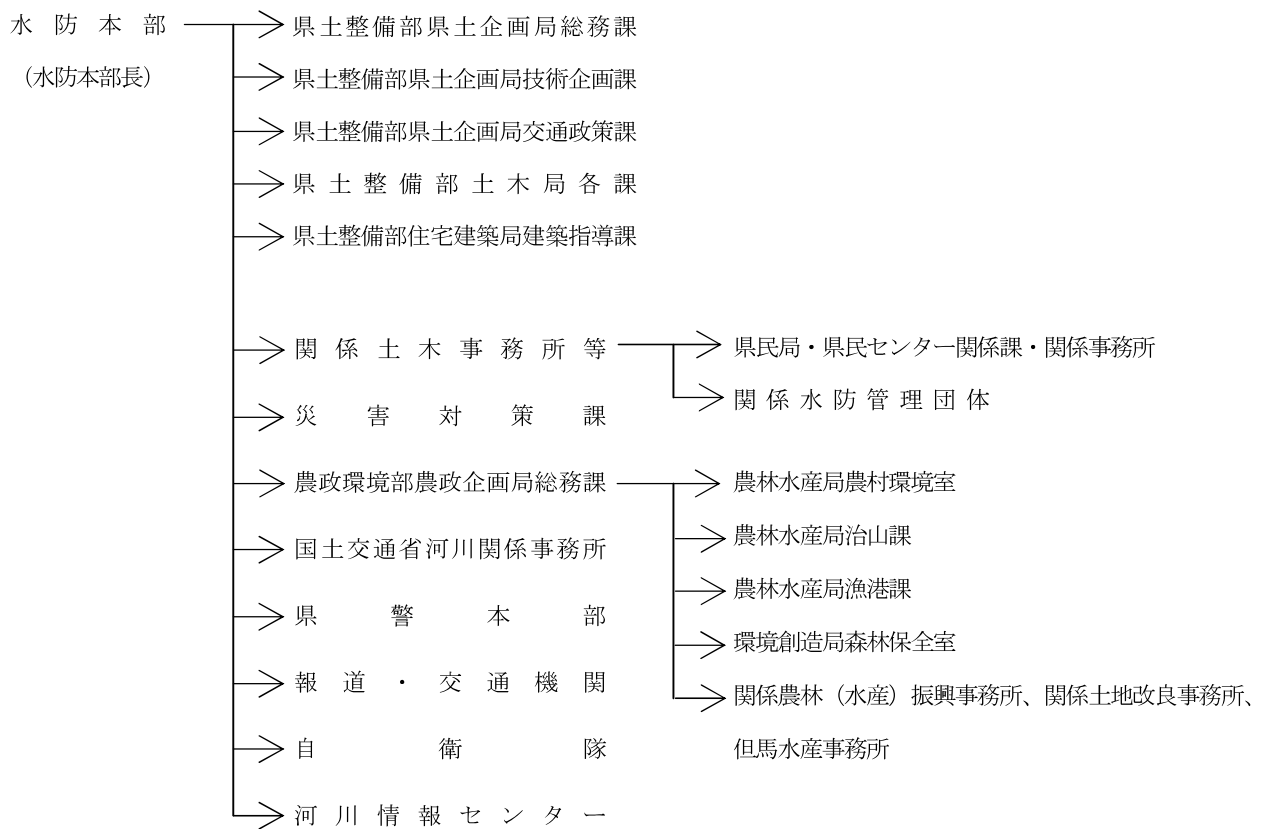 水防本部
（水防本部長）
県土整備部県土企画局総務課
県土整備部県土企画局技術企画課
県土整備部県土企画局交通政策課
県土整備部土木局各課
県土整備部住宅建築局建築指導課
関係土木事務所等
県民局・県民センター関係課・関係事務所
関係水防管理団体
災害対策課
農政環境部農政企画局総務課
農林水産局農村環境室
農林水産局治山課
農林水産局漁港課
環境創造局森林保全室
関係農林（水産）振興事務所、関係土地改良事務所、
但馬水産事務所
国土交通省河川関係事務所
県警本部
報道・交通機関
自衛隊
河川情報センター